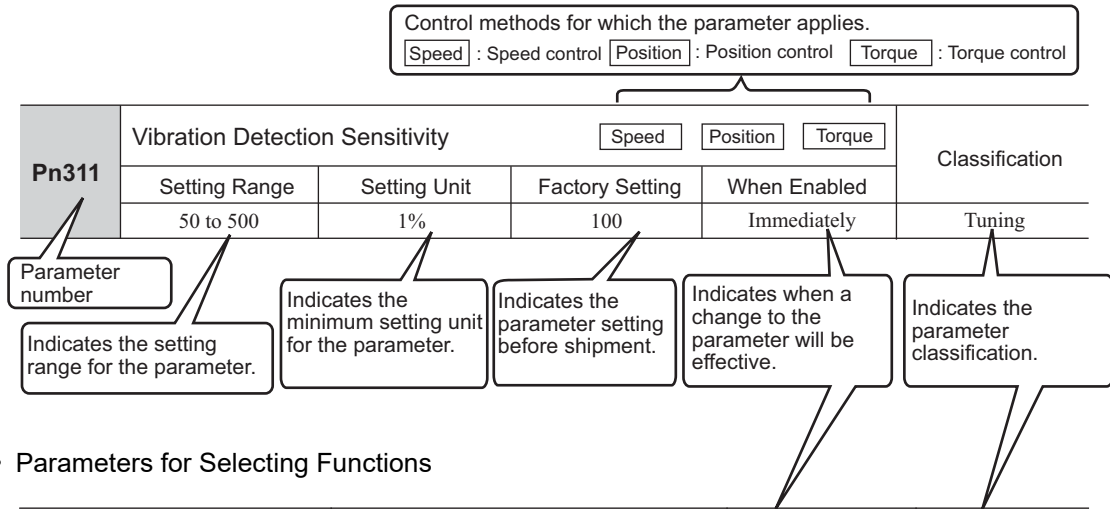 Control methods for which the parameter applies.
Speed : Speed control Position : Position control Torque : Torque control
Pn311
Vibration Detection Sensitivity Speed Position Torque
Classification
Setting Range Setting Unit Factory Setting When Enabled
50 to 500 1% 100 Immediately Tuning
Parameter
number
Indicates the setting
range for the parameter.
Indicates the
minimum setting unit
for the parameter.
Indicates the
parameter setting
before shipment.
Indicates when a
change to the
parameter will be
effective.
Indicates the
parameter
classification.
• Parameters for Selecting Functions